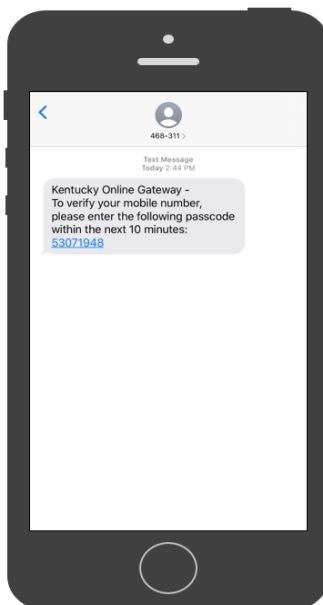 468-311 >
Text Message
Today 2:44 PM
Kentucky Online Gateway -
To verify your mobile number,
please enter the following passcode
within the next 10 minutes:
53071948